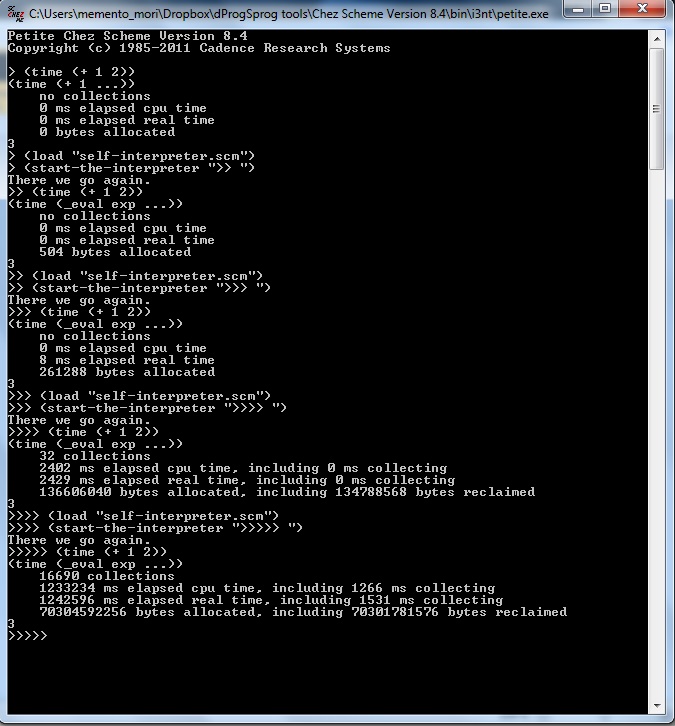 C:\Users\memento_mori\Dropbox\dProgSprog tools\Chez Scheme Version 8.4\bin\i3nt\petite.exe
Petite Chez Scheme Version 8.4
Copyright (c) 1985-2011 Cadence Research Systems
> (time (+ 1 2))
(time (+ 1 ...))
    no collections
    0 ms elapsed cpu time
    0 ms elapsed real time
    0 bytes allocated
3
> (load "self-interpreter.scm")
> (start-the-interpreter ">> ")
There we go again.
>> (time (+ 1 2))
(time (_eval exp ...))
    no collections
    0 ms elapsed cpu time
    0 ms elapsed real time
    504 bytes allocated
3
>> (load "self-interpreter.scm")
>> (start-the-interpreter ">>> ")
There we go again.
>>> (time (+ 1 2))
(time (_eval exp ...))
    no collections
    0 ms elapsed cpu time
    8 ms elapsed real time
    261288 bytes allocated
3
>>> (load "self-interpreter.scm")
>>> (start-the-interpreter ">>>> ")
There we go again.
>>>> (time (+ 1 2))
(time (_eval exp ...))
    32 collections
    2402 ms elapsed cpu time, including 0 ms collecting
    2429 ms elapsed real time, including 0 ms collecting
    136606040 bytes allocated, including 134788568 bytes reclaimed
3
>>>> (load "self-interpreter.scm")
>>>> (start-the-interpreter ">>>>> ")
There we go again.
>>>>> (time (+ 1 2))
(time (_eval exp ...))
    16690 collections
    1233234 ms elapsed cpu time, including 1266 ms collecting
    1242596 ms elapsed real time, including 1531 ms collecting
    70304592256 bytes allocated, including 70301781576 bytes reclaimed
3
>>>>>